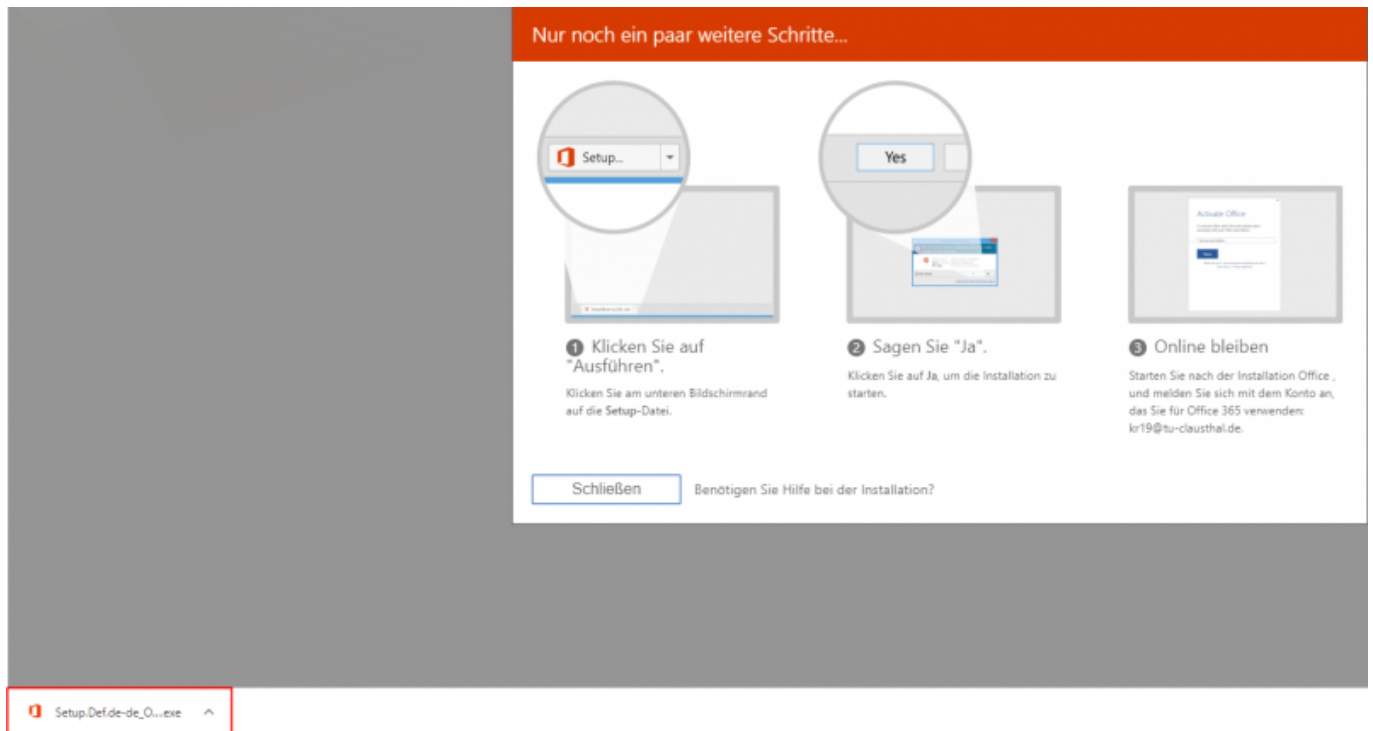 Nur noch ein paar weitere Schritte...
Setup...
Yes
Activate Office
1 Klicken Sie auf
"Ausführen".
Klicken Sie am unteren Bildschirmrand
auf die Setup-Datei.
2 Sagen Sie "Ja".
Klicken Sie auf Ja, um die Installation zu
starten.
3 Online bleiben
Starten Sie nach der Installation Office ,
und melden Sie sich mit dem Konto an,
das Sie für Office 365 verwenden:
kr19@tu-clausthal.de.
Schließen
Benötigen Sie Hilfe bei der Installation?
Setup.Def.de-de_O....exe